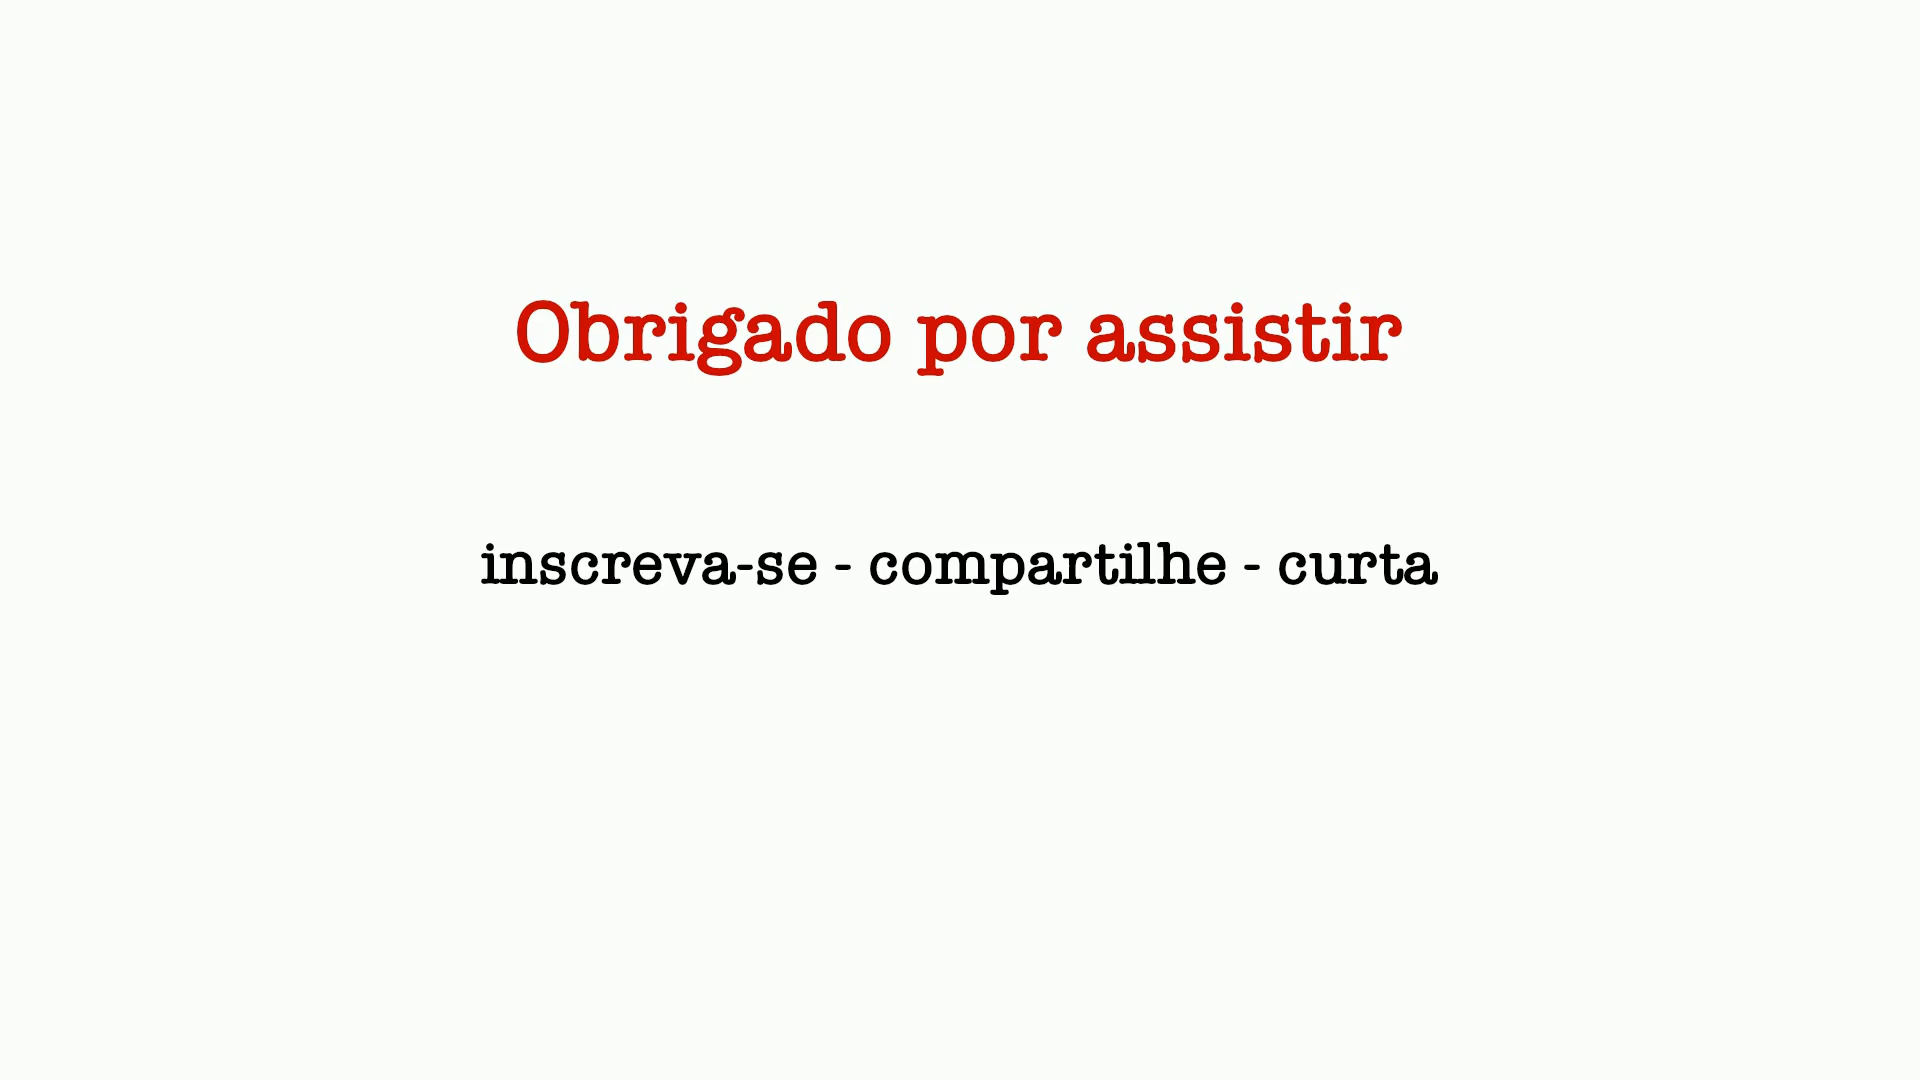 Obrigado por assistir
inscreva-se - compartilhe - curta